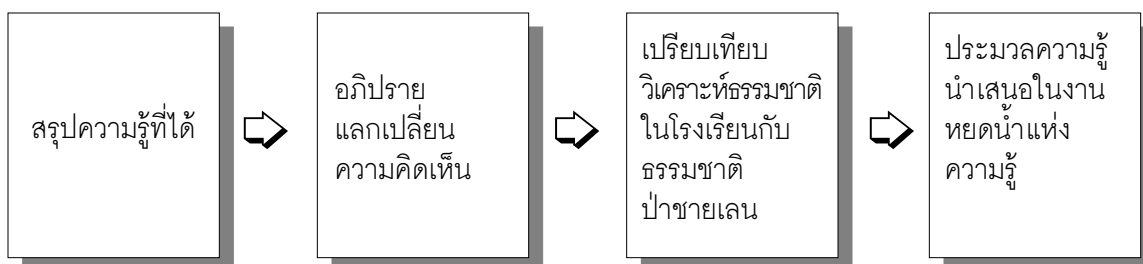 สรุปความรู้ที่ได้
อภิปราย
แลกเปลี่ยน
ความคิดเห็น
เปรียบเทียบ
วิเคราะห์ธรรมชาติ
ในโรงเรียนกับ
ธรรมชาติ
ป่าชายเลน
ประมวลความรู้
นำเสนอในงาน
หยดน้ำแห่ง
ความรู้